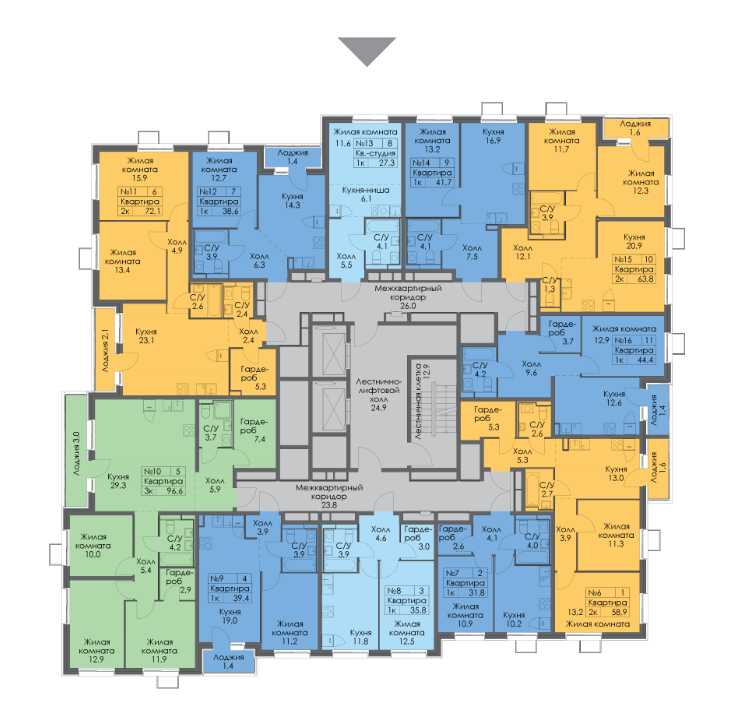 Жилая
комната
15.9
№11 6
Квартира
2к 72,1
Жилая
комната
13.4
Холл
4.9
С/У
2.6
С/У
2.4
Холл
2.4
Кухня
23,1
Гарде-
роб
5.3
Лоджия 2.1
Жилая
комната
12.7
№12 7
Квартира
1к 38,6
Лоджия
1,4
Кухня
14.3
С/У
3.9
Холл
6.3
Жилая комната
11.6
№13 8
Кв.-студия
1к 27,3
Кухня-ниша
6.1
С/У
4.1
Холл
5.5
Жилая
комната
13.2
№14 9
Квартира
1к 41,7
16,9
С/У
4.1
Холл
7.5
Жилая
комната
11.7
Лоджия
1.6
Жилая
комната
12.3
С/У
3.9
Холл
12.1
С/У
1.3
Кухня
20.9
№15 10
Квартира
2к 63.8
Межквартирный
коридор
26.0
Лестнично-
лифтовой
холл
24.9
Лестничная клетка
12.9
Гарде-
роб
3.7
Жилая комната
12,9
№16 11
Квартира
1к 44,4
С/У
4.2
Холл
9.6
Кухня
12.6
Лоджия
1,4
Гарде-
роб
5.3
С/У
2.6
Холл
5.3
С/У
2.7
Кухня
13.0
Лоджия
1.6
Холл
3.9
Жилая
комната
11.3
№6 1
Квартира
2к 58,9
13,2
Жилая комната
Лоджия 3.0
Кухня
29.3
№10 5
Квартира
3к 96.6
С/У
3.7
Гарде-
роб
7.4
Холл
5.9
Межквартирный
коридор
23.8
Жилая
комната
10.0
С/У
4.2
Холл
5.4
Гарде-
роб
2.9
Жилая
комната
12.9
Жилая
комната
11.9
Холл
3.9
С/У
3.9
№9 4
Квартира
1к 39,4
Кухня
19,0
Жилая
комната
11,2
Лоджия
1.4
С/У
3.9
Холл
4.6
Гарде-
роб
3.0
№8 3
Квартира
1к 35,8
Кухня
11.8
Жилая
комната
12.5
Гарде-
роб
2.6
Холл
4.1
С/У
4.0
№7 2
Квартира
1к 31,8
Жилая
комната
10.9
Кухня
10,2